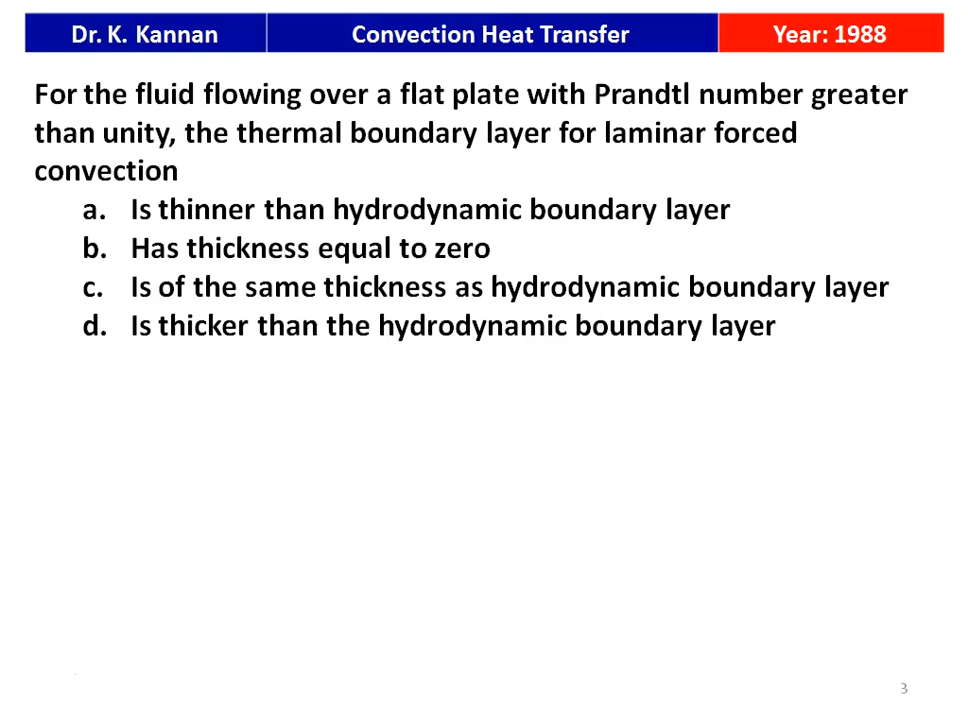 Dr. K. Kannan Convection Heat Transfer Year: 1988
For the fluid flowing over a flat plate with Prandtl number greater
than unity, the thermal boundary layer for laminar forced
convection
a. Is thinner than hydrodynamic boundary layer
b. Has thickness equal to zero
c. Is of the same thickness as hydrodynamic boundary layer
d. Is thicker than the hydrodynamic boundary layer
3